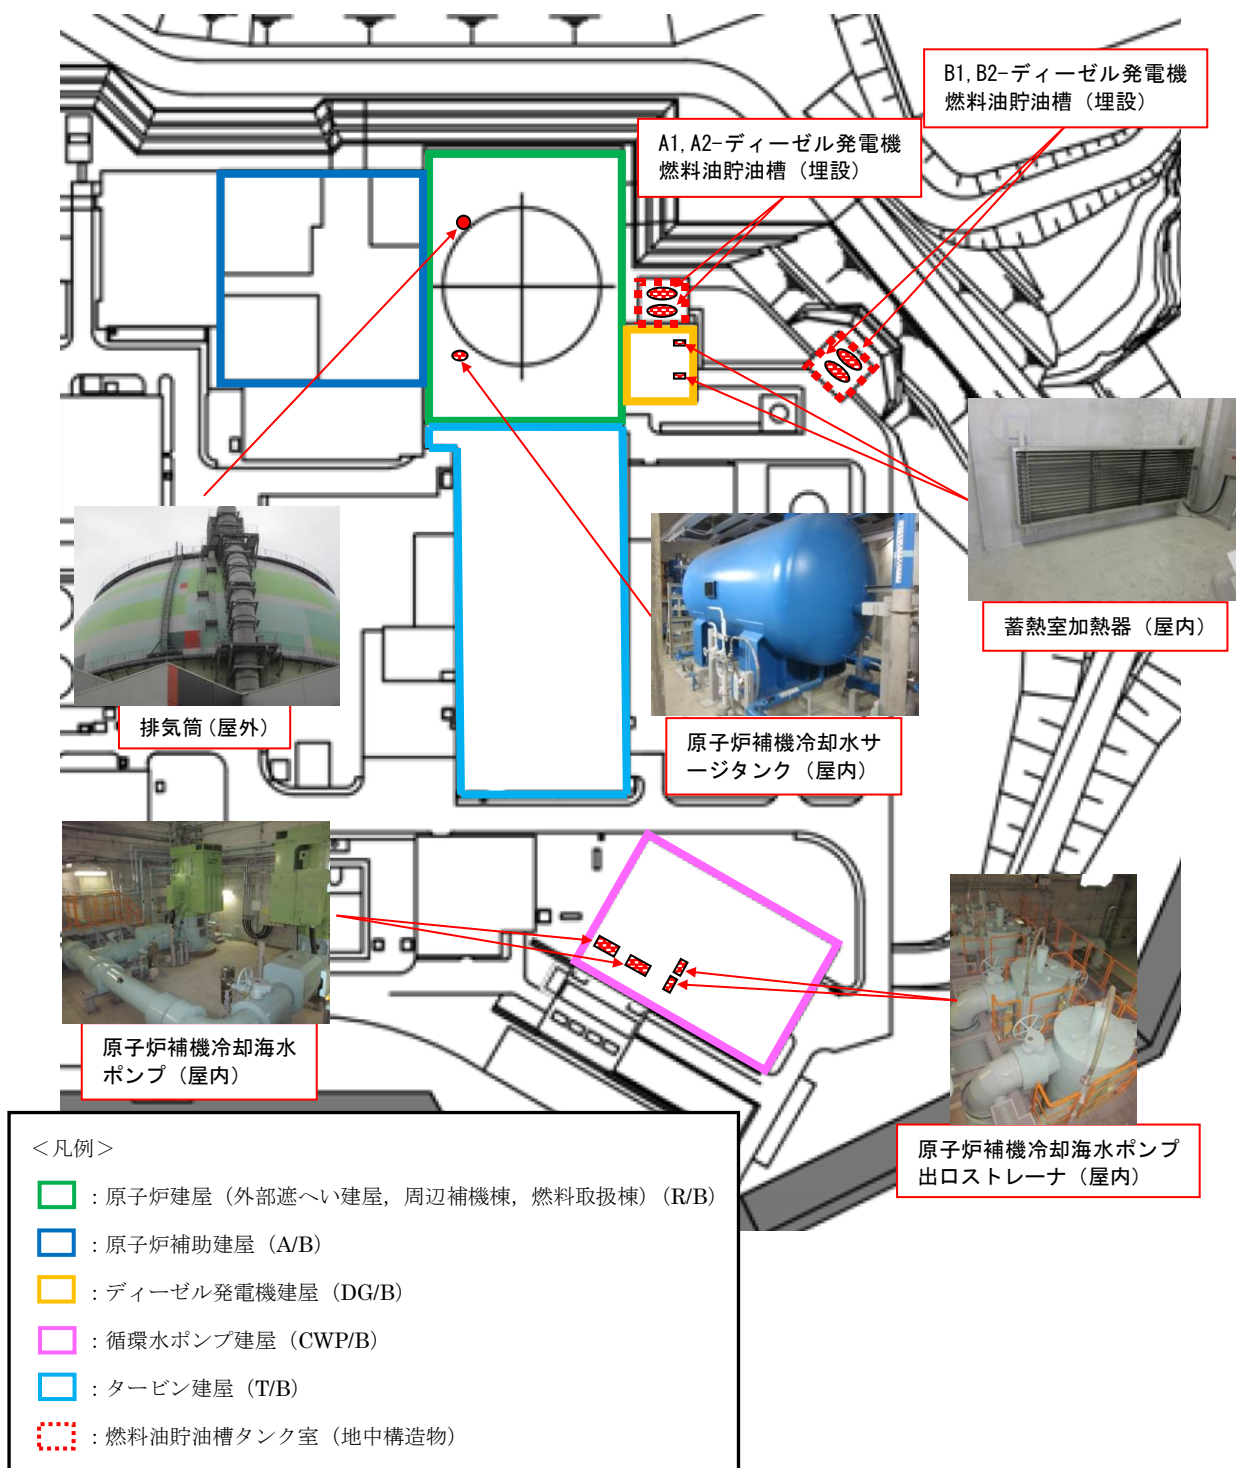 B1,B2-ディーゼル発電機
燃料油貯油槽（埋設）
A1,A2-ディーゼル発電機
燃料油貯油槽（埋設）
蓄熱室加熱器（屋内）
排気筒(屋外）
原子炉補機冷却水サ
ージタンク（屋内）
原子炉補機冷却海水
ポンプ（屋内）
原子炉補機冷却海水ポンプ
出口ストレーナ（屋内）
＜凡例＞
：原子炉建屋（外部遮へい建屋，周辺補機棟，燃料取扱棟）(R/B)
：原子炉補助建屋（A/B）
：ディーゼル発電機建屋（DG/B）
：循環水ポンプ建屋（CWP/B）
：タービン建屋（T/B）
：燃料油貯油槽タンク室（地中構造物）